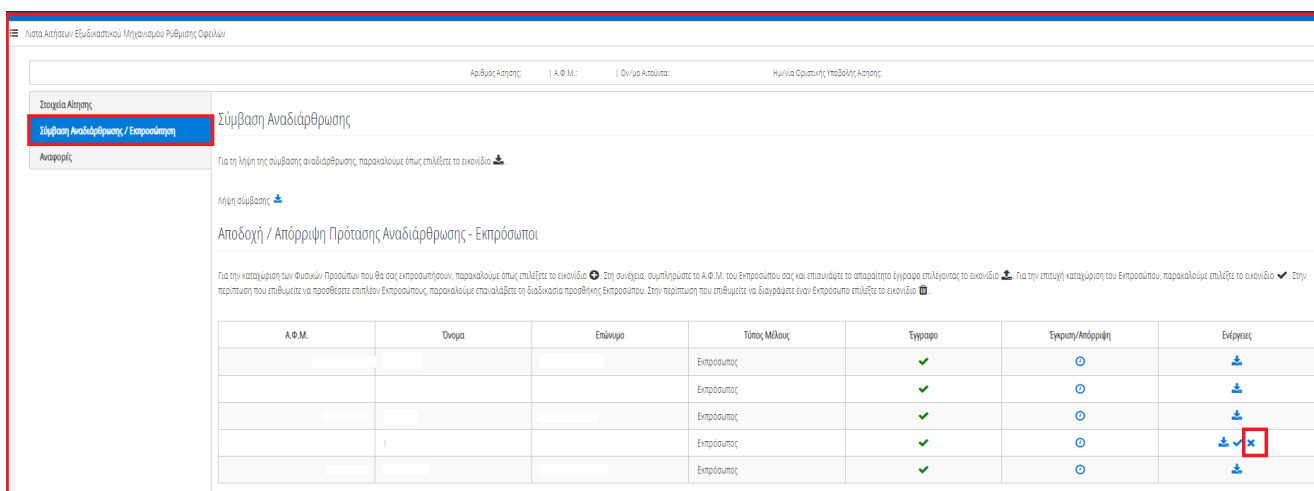 Λίστα Αιτήσεων Εξωδικαστικού Μηχανισμού Ρύθμισης Οφειλών
Αριθμός Αίτησης: | Α.Φ.Μ.: | Ον/μο Αιτούντα: Ημ/νία Οριστικής Υποβολής Αίτησης:
Στοιχεία Αίτησης
Σύμβαση Αναδιάρθρωσης / Εκπροσώπηση
Αναφορές
Σύμβαση Αναδιάρθρωσης
Για τη λήψη της σύμβασης αναδιάρθρωσης, παρακαλούμε όπως επιλέξετε το εικονίδιο .
Λήψη σύμβασης
Αποδοχή / Απόρριψη Πρότασης Αναδιάρθρωσης - Εκπρόσωποι
Για την καταχώριση των Φυσικών Προσώπων που θα σας εκπροσωπήσουν, παρακαλούμε όπως επιλέξετε το εικονίδιο . Στη συνέχεια, συμπληρώστε το Α.Φ.Μ. του Εκπροσώπου σας και επισυνάψτε το απαραίτητο έγγραφο επιλέγοντας το εικονίδιο . Για την επιτυχή καταχώριση του Εκπροσώπου, παρακαλούμε επιλέξτε το εικονίδιο . Στην
περίπτωση που επιθυμείτε να προσθέσετε επιπλέον Εκπροσώπους, παρακαλούμε επαναλάβετε τη διαδικασία προσθήκης Εκπροσώπου. Στην περίπτωση που επιθυμείτε να διαγράψετε έναν Εκπρόσωπο επιλέξτε το εικονίδιο .
Α.Φ.Μ. Όνομα Επώνυμο Τύπος Μέλους Έγγραφο Έγκριση/Απόρριψη Ενέργειες
Εκπρόσωπος
Εκπρόσωπος
Εκπρόσωπος
Εκπρόσωπος
Εκπρόσωπος